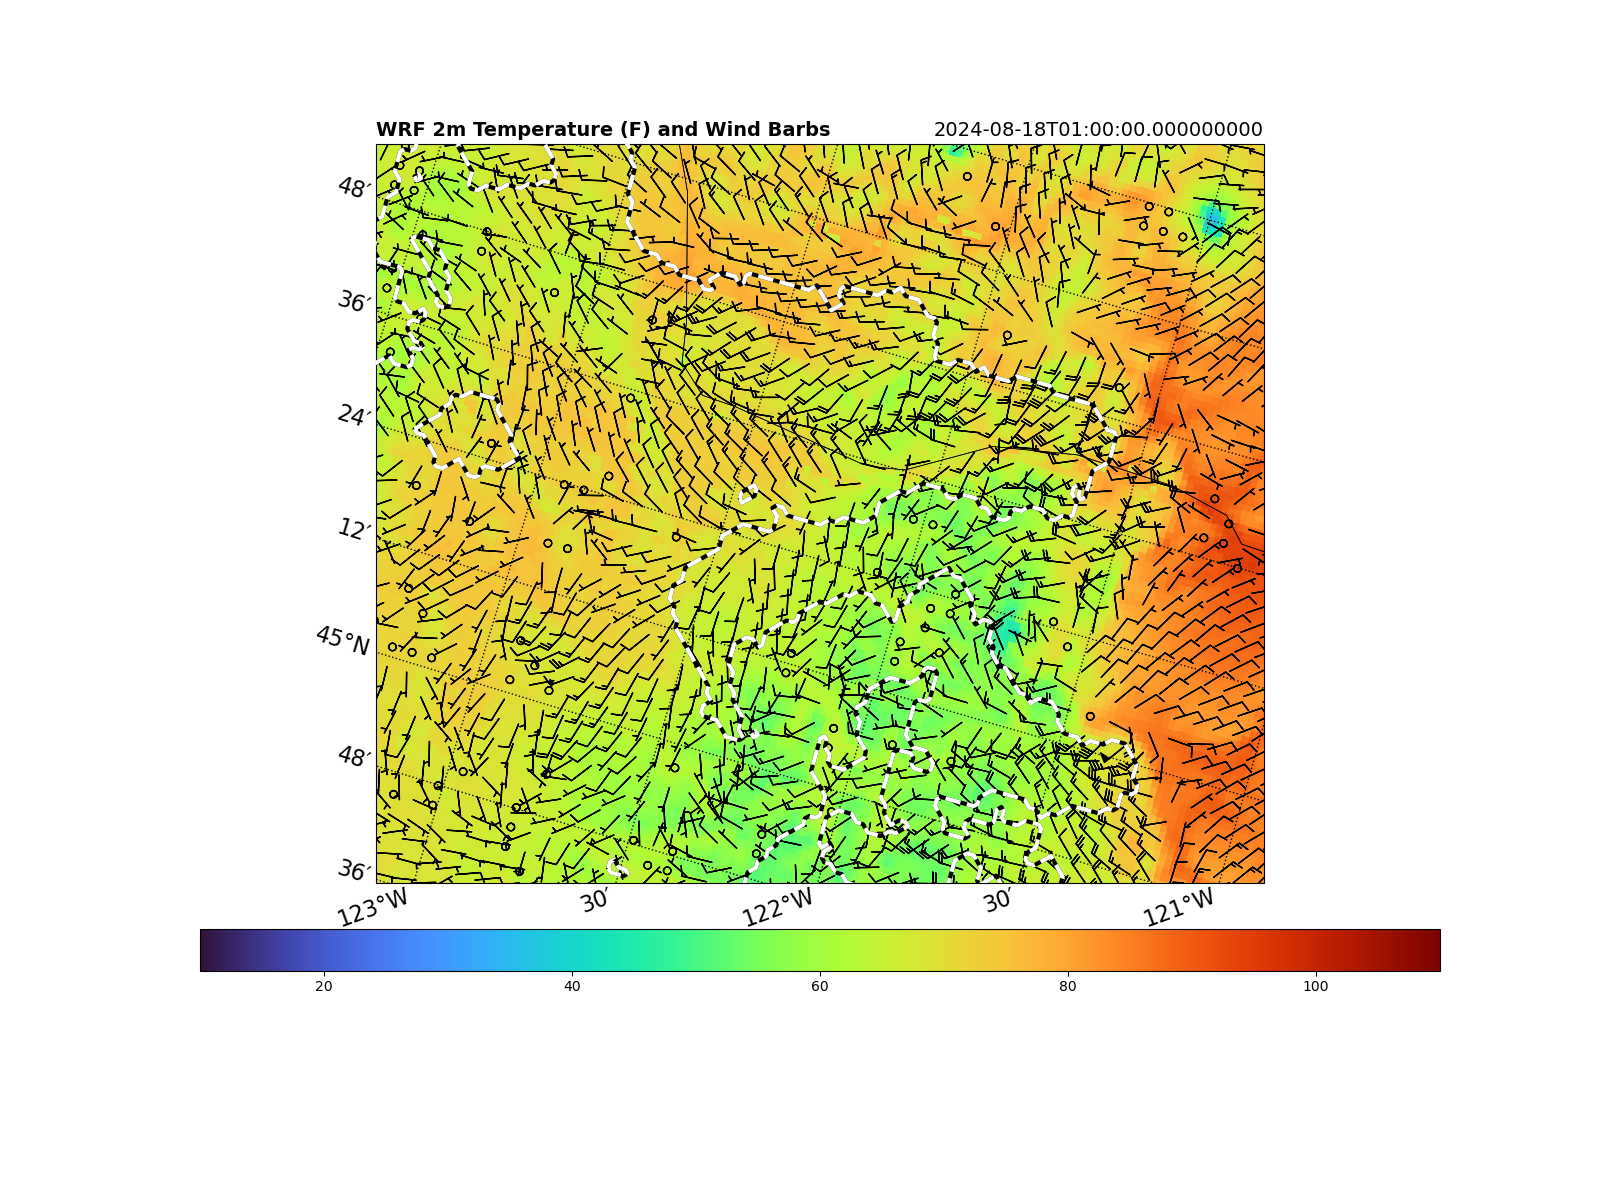 WRF 2m Temperature (F) and Wind Barbs 2024-08-18T01:00:00.000000000
48′
36′
24′
12′
45°N
48′
36′
123°W 30′ 122°W 30′ 121°W
20 40 60 80 100